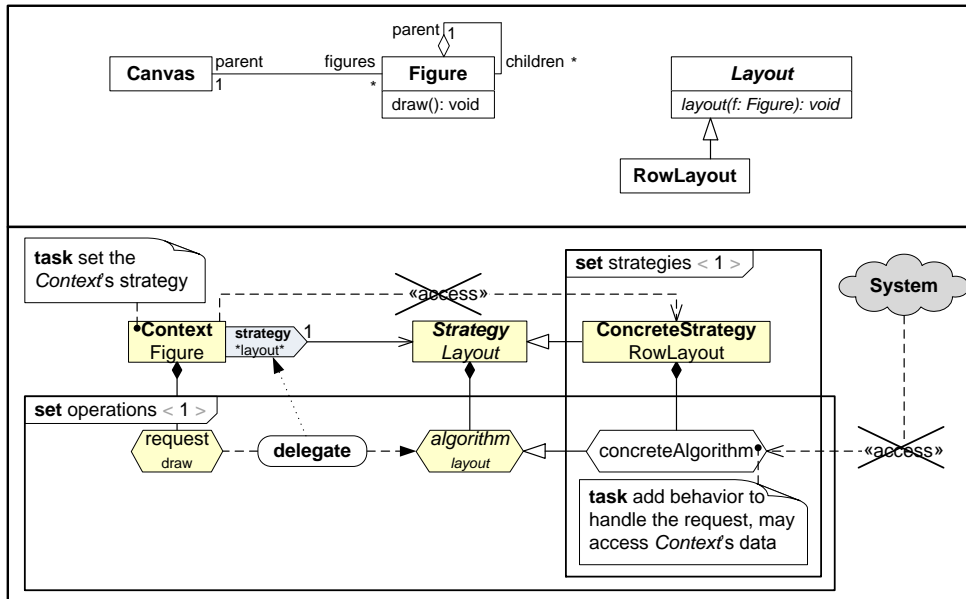 parent
1
parent
figures
children *
Canvas
Figure
1
*
draw(): void
Layout
layout(f: Figure): void
RowLayout
task set the
Context's strategy
set strategies < 1 >
«access»
System
Context
Figure
strategy
*layout*
1
Strategy
Layout
ConcreteStrategy
RowLayout
set operations < 1 >
request
draw
delegate
algorithm
layout
concreteAlgorithm
«access»
task add behavior to
handle the request, may
access Context's data